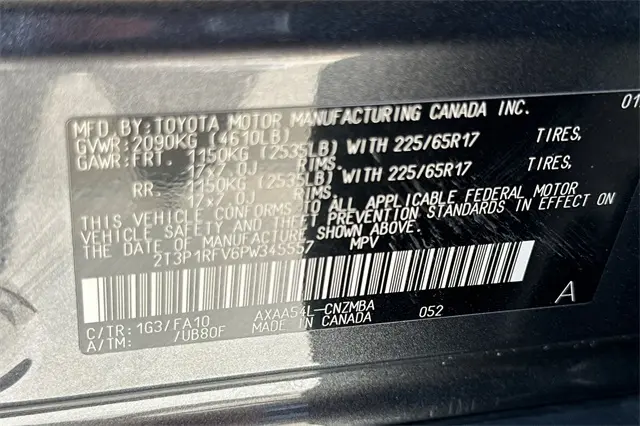 01
MFD. BY: TOYOTA MOTOR MANUFACTURING CANADA INC.
GVWR: 2090KG (4610LB)
GAWR: FRT. 1150KG (2535LB) WITH 225/65R17 TIRES,
17x7.0J RIMS.
RR. 1150KG (2535LB) WITH 225/65R17 TIRES,
17x7.0J RIMS.
THIS VEHICLE CONFORMS TO ALL APPLICABLE FEDERAL MOTOR
VEHICLE SAFETY AND THEFT PREVENTION STANDARDS IN EFFECT ON
THE DATE OF MANUFACTURE SHOWN ABOVE.
2T3P1RFV6PW345557 MPV
C/TR: 1G3/FA10 AXAA54L-CNZMBA 052 A
A/TM: /UB80F MADE IN CANADA